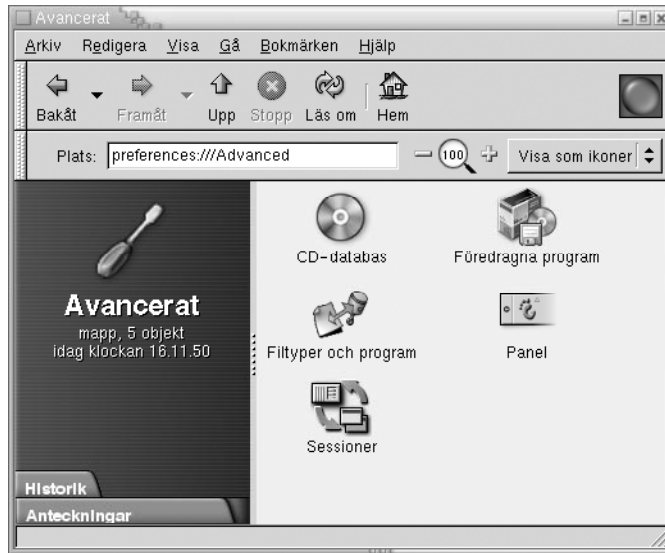 Avancerat
Arkiv Redigera Visa Gå Bokmärken Hjälp
Bakåt Framåt Upp Stopp Läs om Hem
Plats: preferences:///Advanced 100 Visa som ikoner
Avancerat
mapp, 5 objekt
idag klockan 16.11.50
CD-databas Föredragna program
Filtyper och program Panel
Sessioner
Historik
Anteckningar